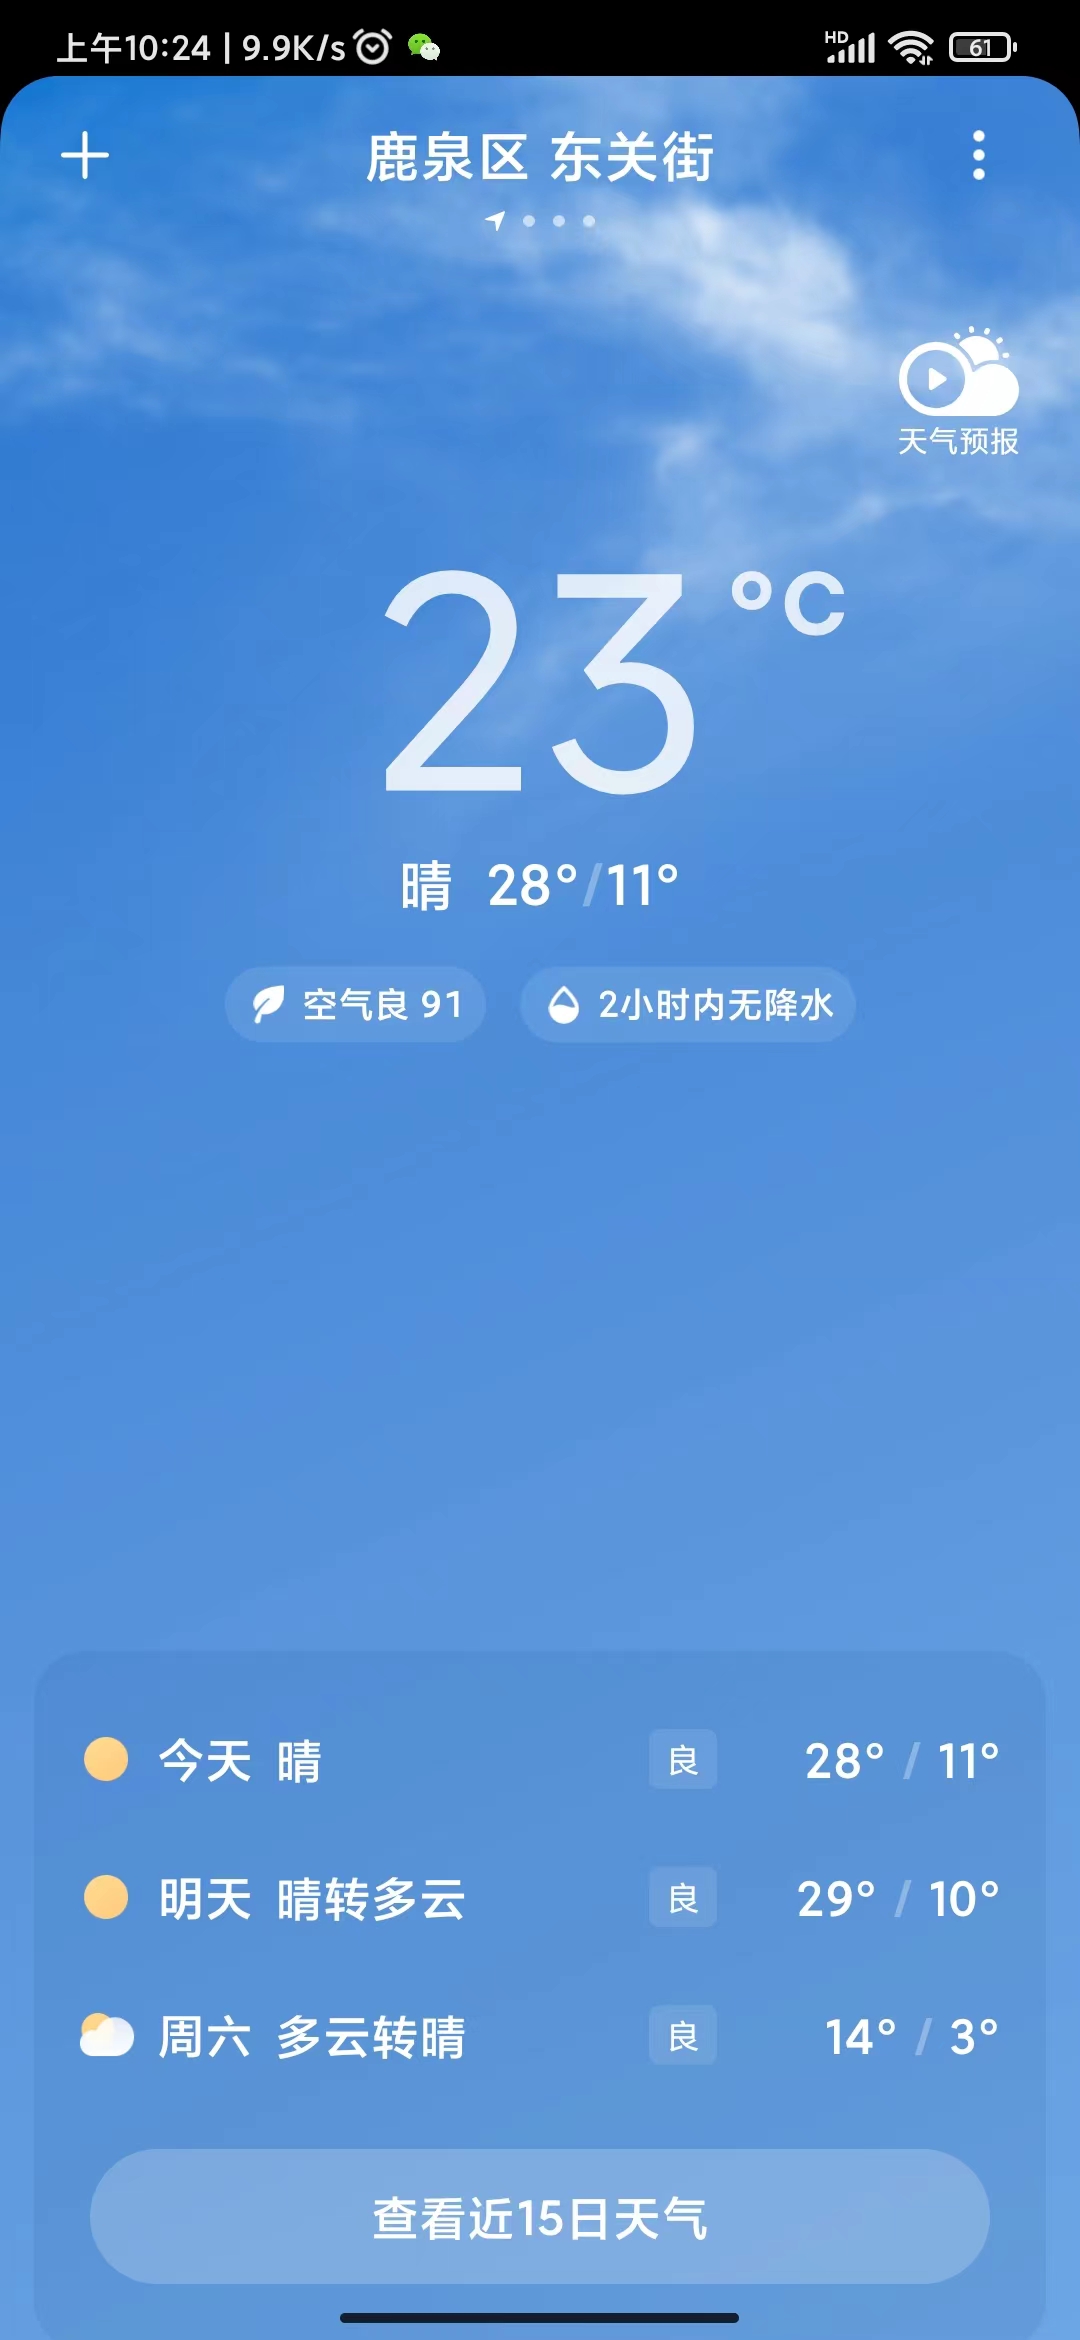 上午10:24 | 9.9K/s HD 61
鹿泉区 东关街
天气预报
23°C
晴 28°/11°
空气良 91 2小时内无降水
今天 晴 良 28° / 11°
明天 晴转多云 良 29° / 10°
周六 多云转晴 良 14° / 3°
查看近15日天气